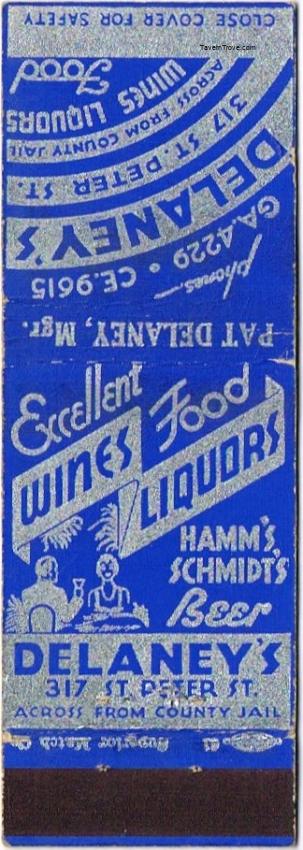 TavernTrove.com
CLOSE COVER FOR SAFETY
Food
WINES LIQUORS
ACROSS FROM COUNTY JAIL
317 ST. PETER ST.
DELANEY'S
phones
GA.4229 • CE.9615
PAT DELANEY, Mgr.
Excellent Food
WINES LIQUORS
HAMM'S
SCHMIDT'S
Beer
DELANEY'S
317 ST. PETER ST.
ACROSS FROM COUNTY JAIL
Superior Match Co.